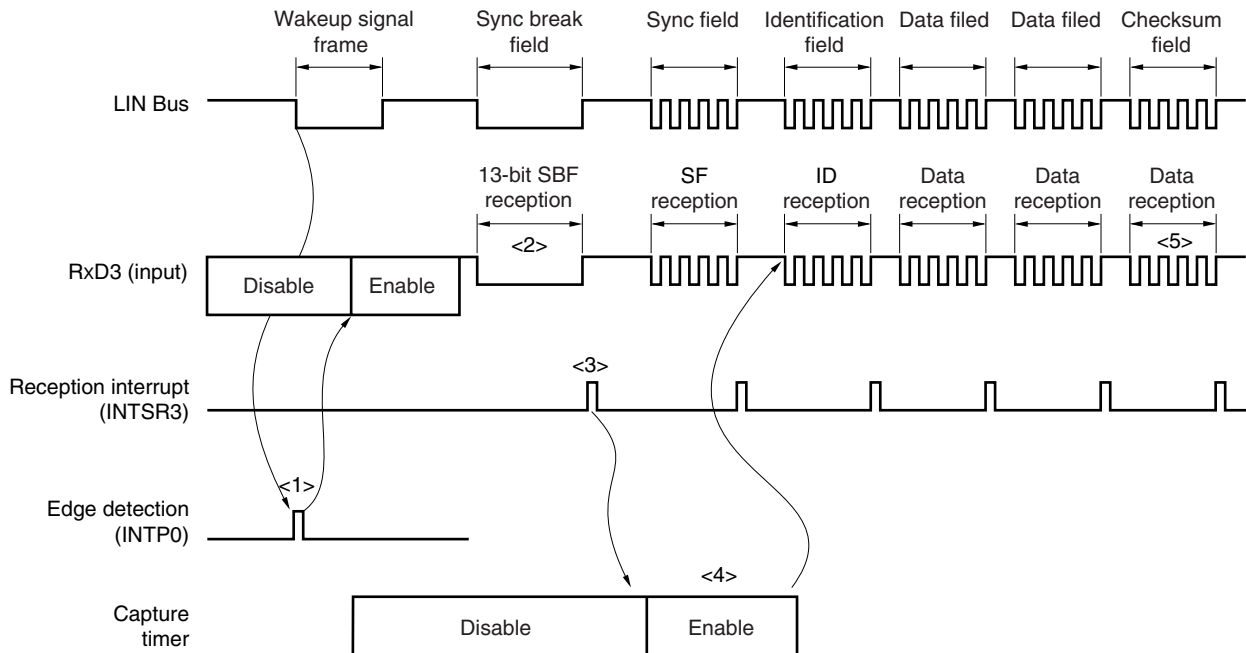 Wakeup signal
frame
Sync break
field
Sync field
Identification
field
Data filed
Data filed
Checksum
field
LIN Bus
13-bit SBF
reception
SF
reception
ID
reception
Data
reception
Data
reception
Data
reception
<2>
<5>
RxD3 (input)
Disable
Enable
Reception interrupt
(INTSR3)
<3>
Edge detection
(INTP0)
<1>
Capture
timer
Disable
<4>
Enable